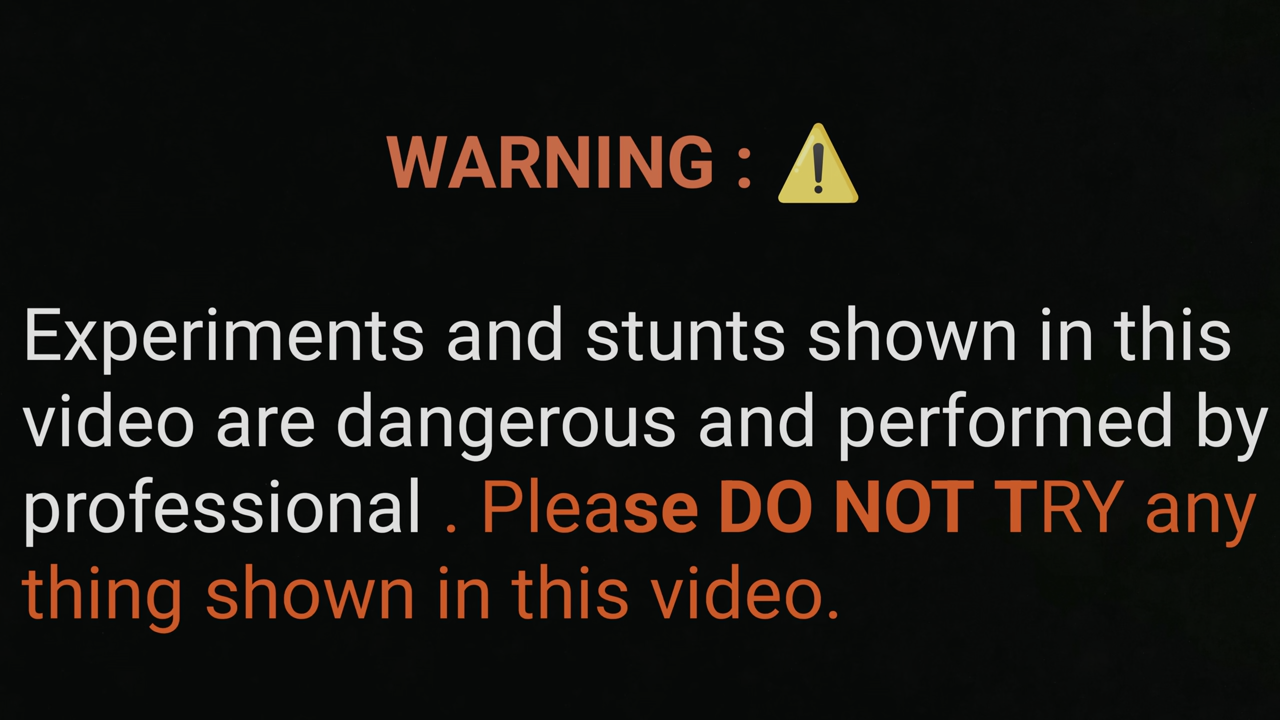 WARNING : ⚠️
Experiments and stunts shown in this
video are dangerous and performed by
professional . Please DO NOT TRY any
thing shown in this video.